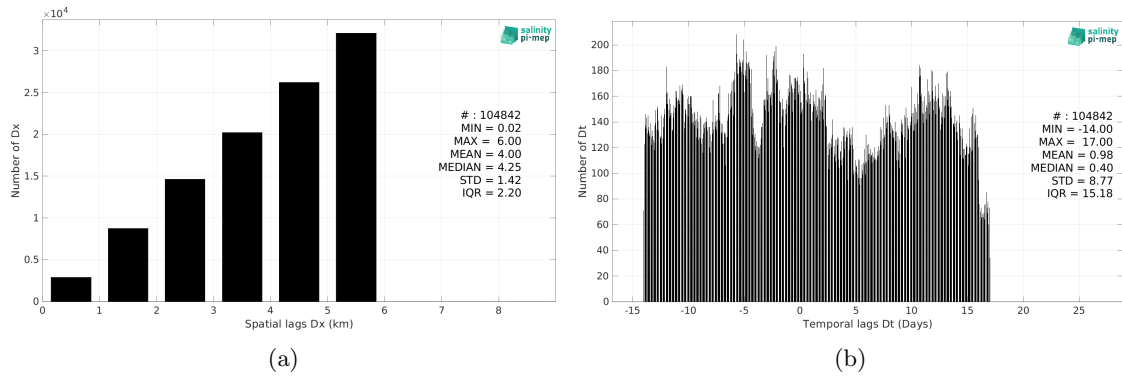 ×10⁴
3
2.5
2
1.5
1
0.5
0
Number of Dx
0 1 2 3 4 5 6 7 8
Spatial lags Dx (km)
salinity
pi-mep
# : 104842
MIN = 0.02
MAX = 6.00
MEAN = 4.00
MEDIAN = 4.25
STD = 1.42
IQR = 2.20
(a)
200
180
160
140
120
100
80
60
40
20
0
Number of Dt
-15 -10 -5 0 5 10 15 20 25
Temporal lags Dt (Days)
salinity
pi-mep
# : 104842
MIN = -14.00
MAX = 17.00
MEAN = 0.98
MEDIAN = 0.40
STD = 8.77
IQR = 15.18
(b)